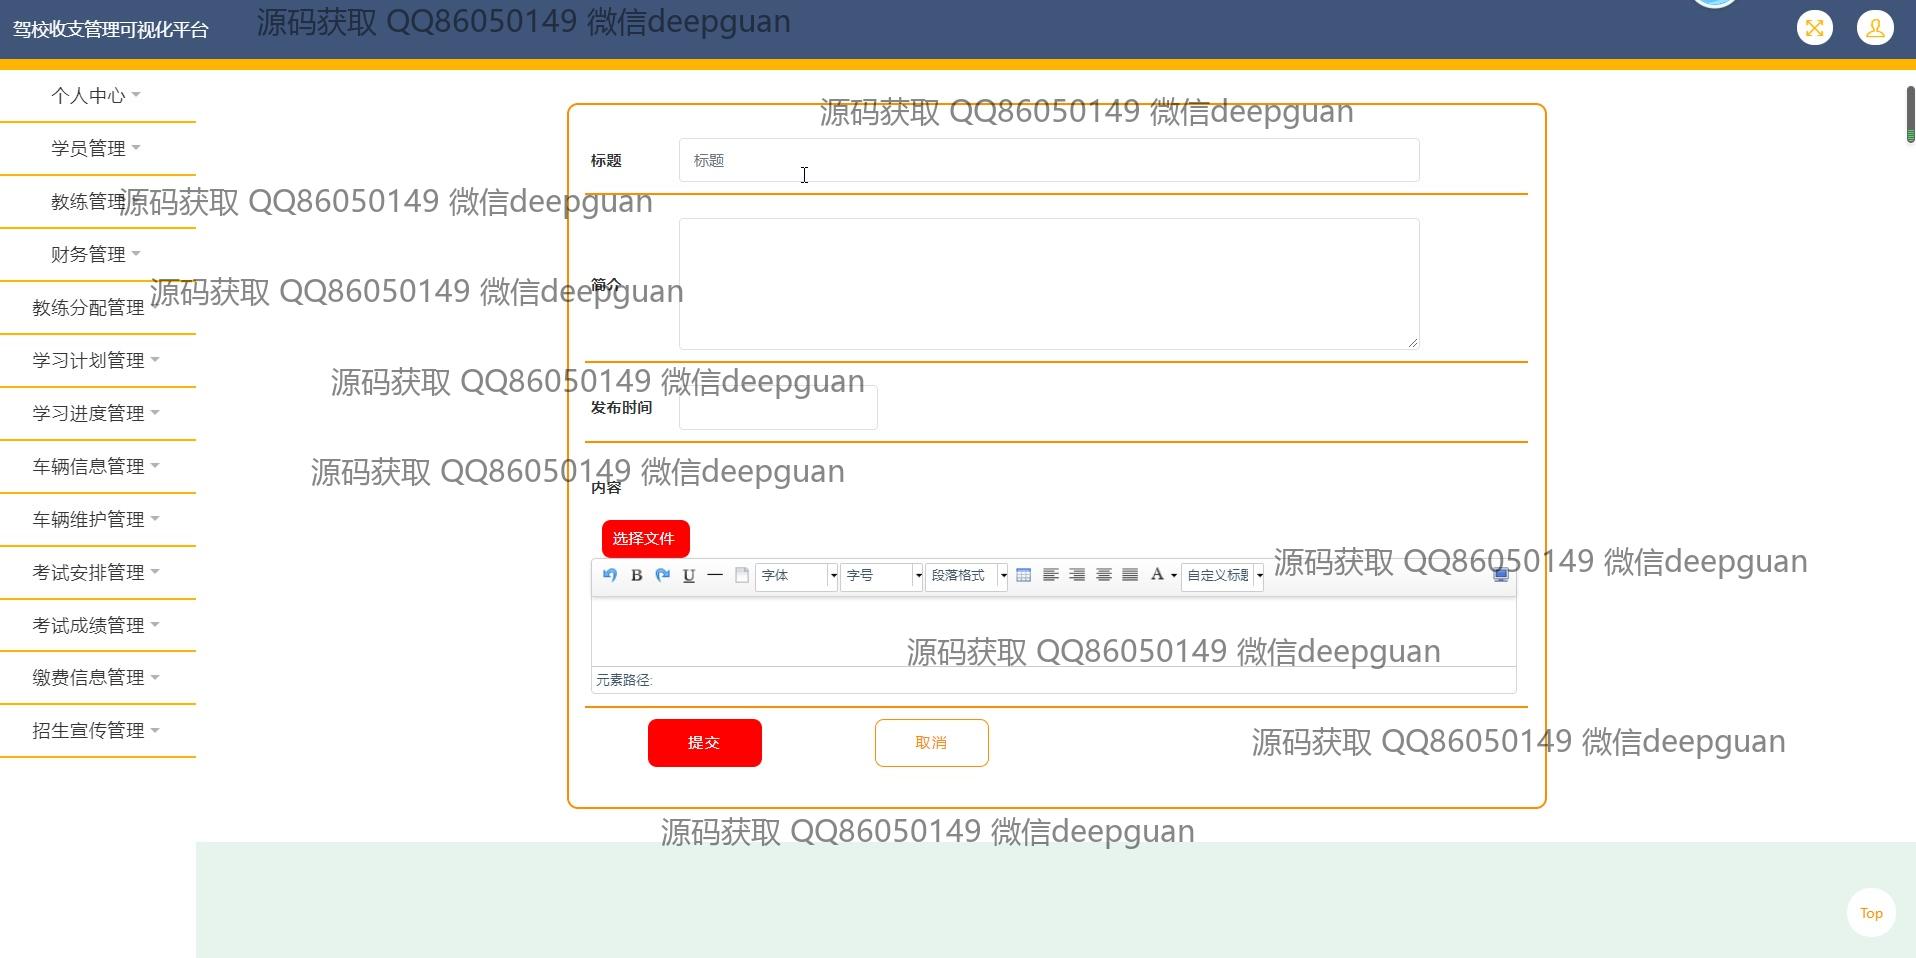 驾校收支管理可视化平台
源码获取 QQ86050149 微信deepguan
个人中心
源码获取 QQ86050149 微信deepguan
学员管理
标题
标题
教练管理
源码获取 QQ86050149 微信deepguan
财务管理
简介
教练分配管理
源码获取 QQ86050149 微信deepguan
学习计划管理
源码获取 QQ86050149 微信deepguan
学习进度管理
发布时间
车辆信息管理
源码获取 QQ86050149 微信deepguan
内容
车辆维护管理
选择文件
考试安排管理
B
U
字体
字号
段落格式
A
自定义标题
源码获取 QQ86050149 微信deepguan
考试成绩管理
源码获取 QQ86050149 微信deepguan
缴费信息管理
元素路径:
招生宣传管理
提交
取消
源码获取 QQ86050149 微信deepguan
源码获取 QQ86050149 微信deepguan
Top